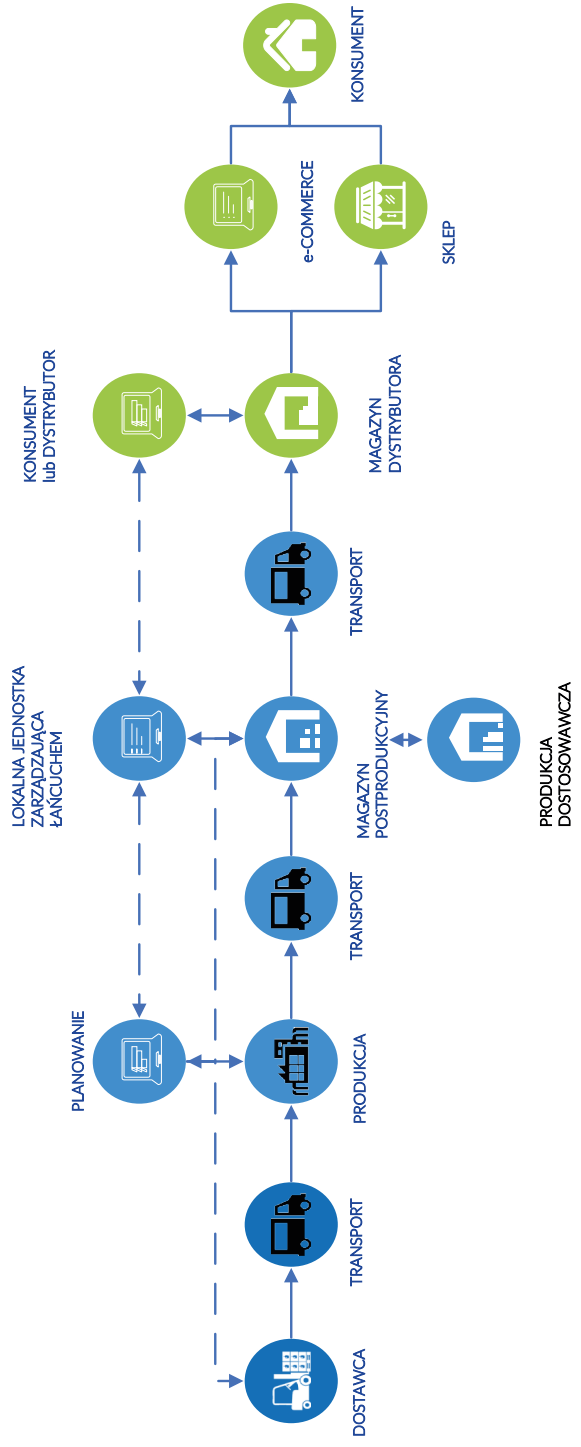 KONSUMENT
lub DYSTRYBUTOR
LOKALNA JEDNOSTKA
ZARZĄDZAJĄCA
ŁAŃCUCHEM
PLANOWANIE
DOSTAWCA
TRANSPORT
PRODUKCJA
TRANSPORT
MAGAZYN
POSTPRODUKCYJNY
TRANSPORT
MAGAZYN
DYSTRYBUTORA
e-COMMERCE
SKLEP
KONSUMENT
PRODUKCJA
DOSTOSOWAWCZA